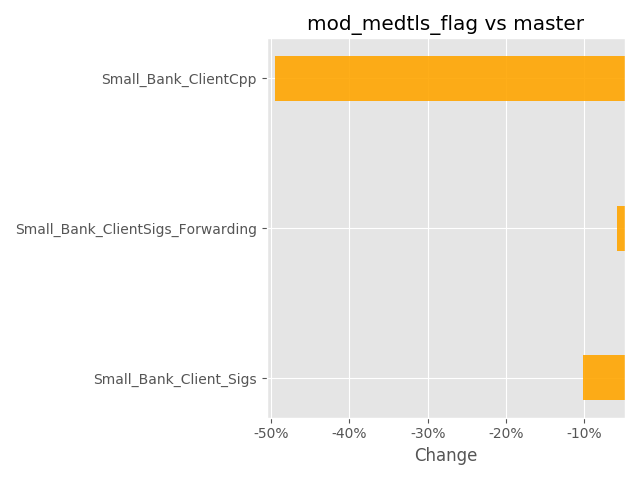 mod_medtls_flag vs master
Small_Bank_ClientCpp
Small_Bank_ClientSigs_Forwarding
Small_Bank_Client_Sigs
-50% -40% -30% -20% -10%
Change